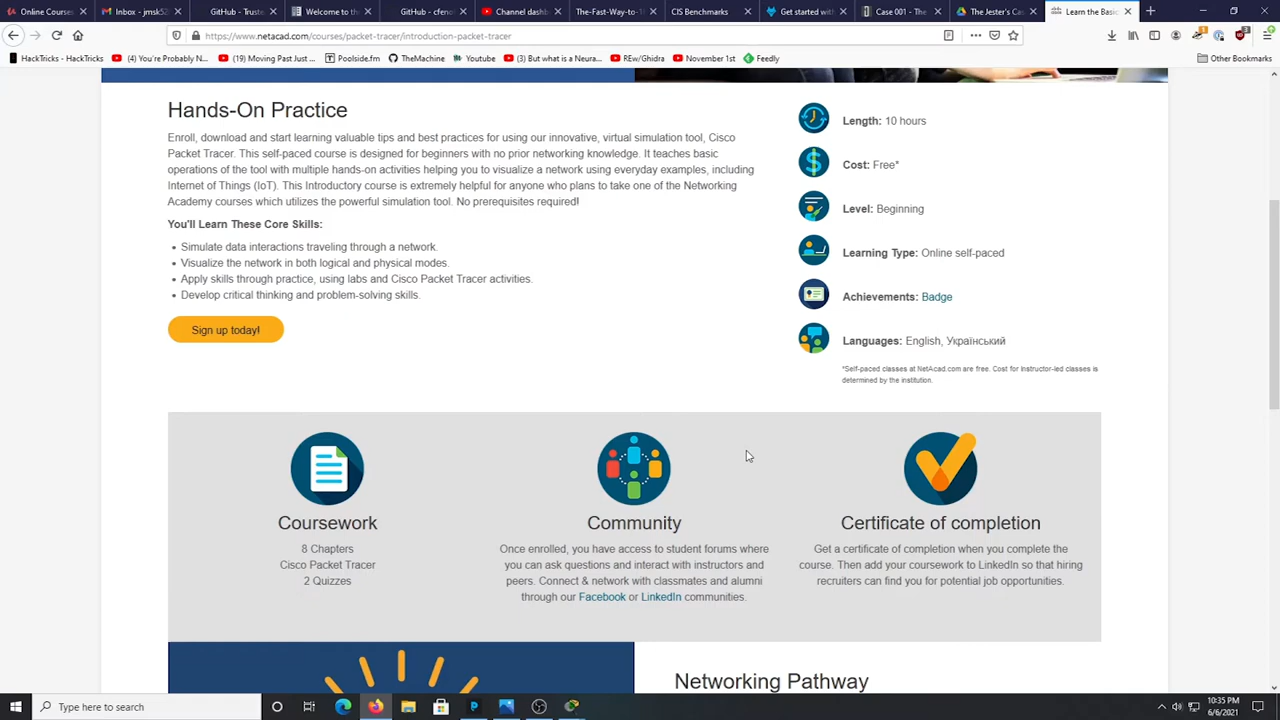 Online Courses
Inbox - jmsk52
GitHub - Truste
Welcome to the
GitHub - cfeno
Channel dashb
The-Fast-Way-to-
CIS Benchmarks
Get started with
Case 001 – The
The Jester's Cas
Learn the Basic
https://www.netacad.com/courses/packet-tracer/introduction-packet-tracer
HackTricks - HackTricks
(4) You're Probably N...
(19) Moving Past Just ...
Poolside.fm
TheMachine
Youtube
(3) But what is a Neura...
REw/Ghidra
November 1st
Feedly
Other Bookmarks
Hands-On Practice
Enroll, download and start learning valuable tips and best practices for using our innovative, virtual simulation tool, Cisco
Packet Tracer. This self-paced course is designed for beginners with no prior networking knowledge. It teaches basic
operations of the tool with multiple hands-on activities helping you to visualize a network using everyday examples, including
Internet of Things (IoT). This Introductory course is extremely helpful for anyone who plans to take one of the Networking
Academy courses which utilizes the powerful simulation tool. No prerequisites required!
You'll Learn These Core Skills:
• Simulate data interactions traveling through a network.
• Visualize the network in both logical and physical modes.
• Apply skills through practice, using labs and Cisco Packet Tracer activities.
• Develop critical thinking and problem-solving skills.
Sign up today!
Length: 10 hours
Cost: Free*
Level: Beginning
Learning Type: Online self-paced
Achievements: Badge
Languages: English, Український
*Self-paced classes at NetAcad.com are free. Cost for Instructor-led classes is
determined by the institution.
Coursework
8 Chapters
Cisco Packet Tracer
2 Quizzes
Community
Once enrolled, you have access to student forums where
you can ask questions and interact with instructors and
peers. Connect & network with classmates and alumni
through our Facebook or LinkedIn communities.
Certificate of completion
Get a certificate of completion when you complete the
course. Then add your coursework to LinkedIn so that hiring
recruiters can find you for potential job opportunities.
Networking Pathway
Type here to search
10:35 PM
6/6/2021